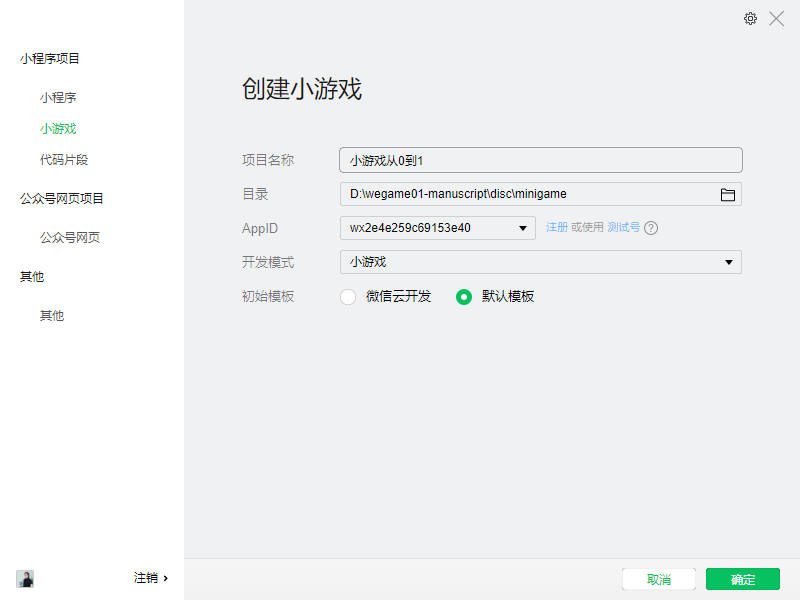 小程序项目
小程序
小游戏
代码片段
公众号网页项目
公众号网页
其他
其他
注销
创建小游戏
项目名称 小游戏从0到1
目录 D:\wegame01-manuscript\disc\minigame
AppID wx2e4e259c69153e40 注册 或使用 测试号 ?
开发模式 小游戏
初始模板 微信云开发 默认模板
取消 确定